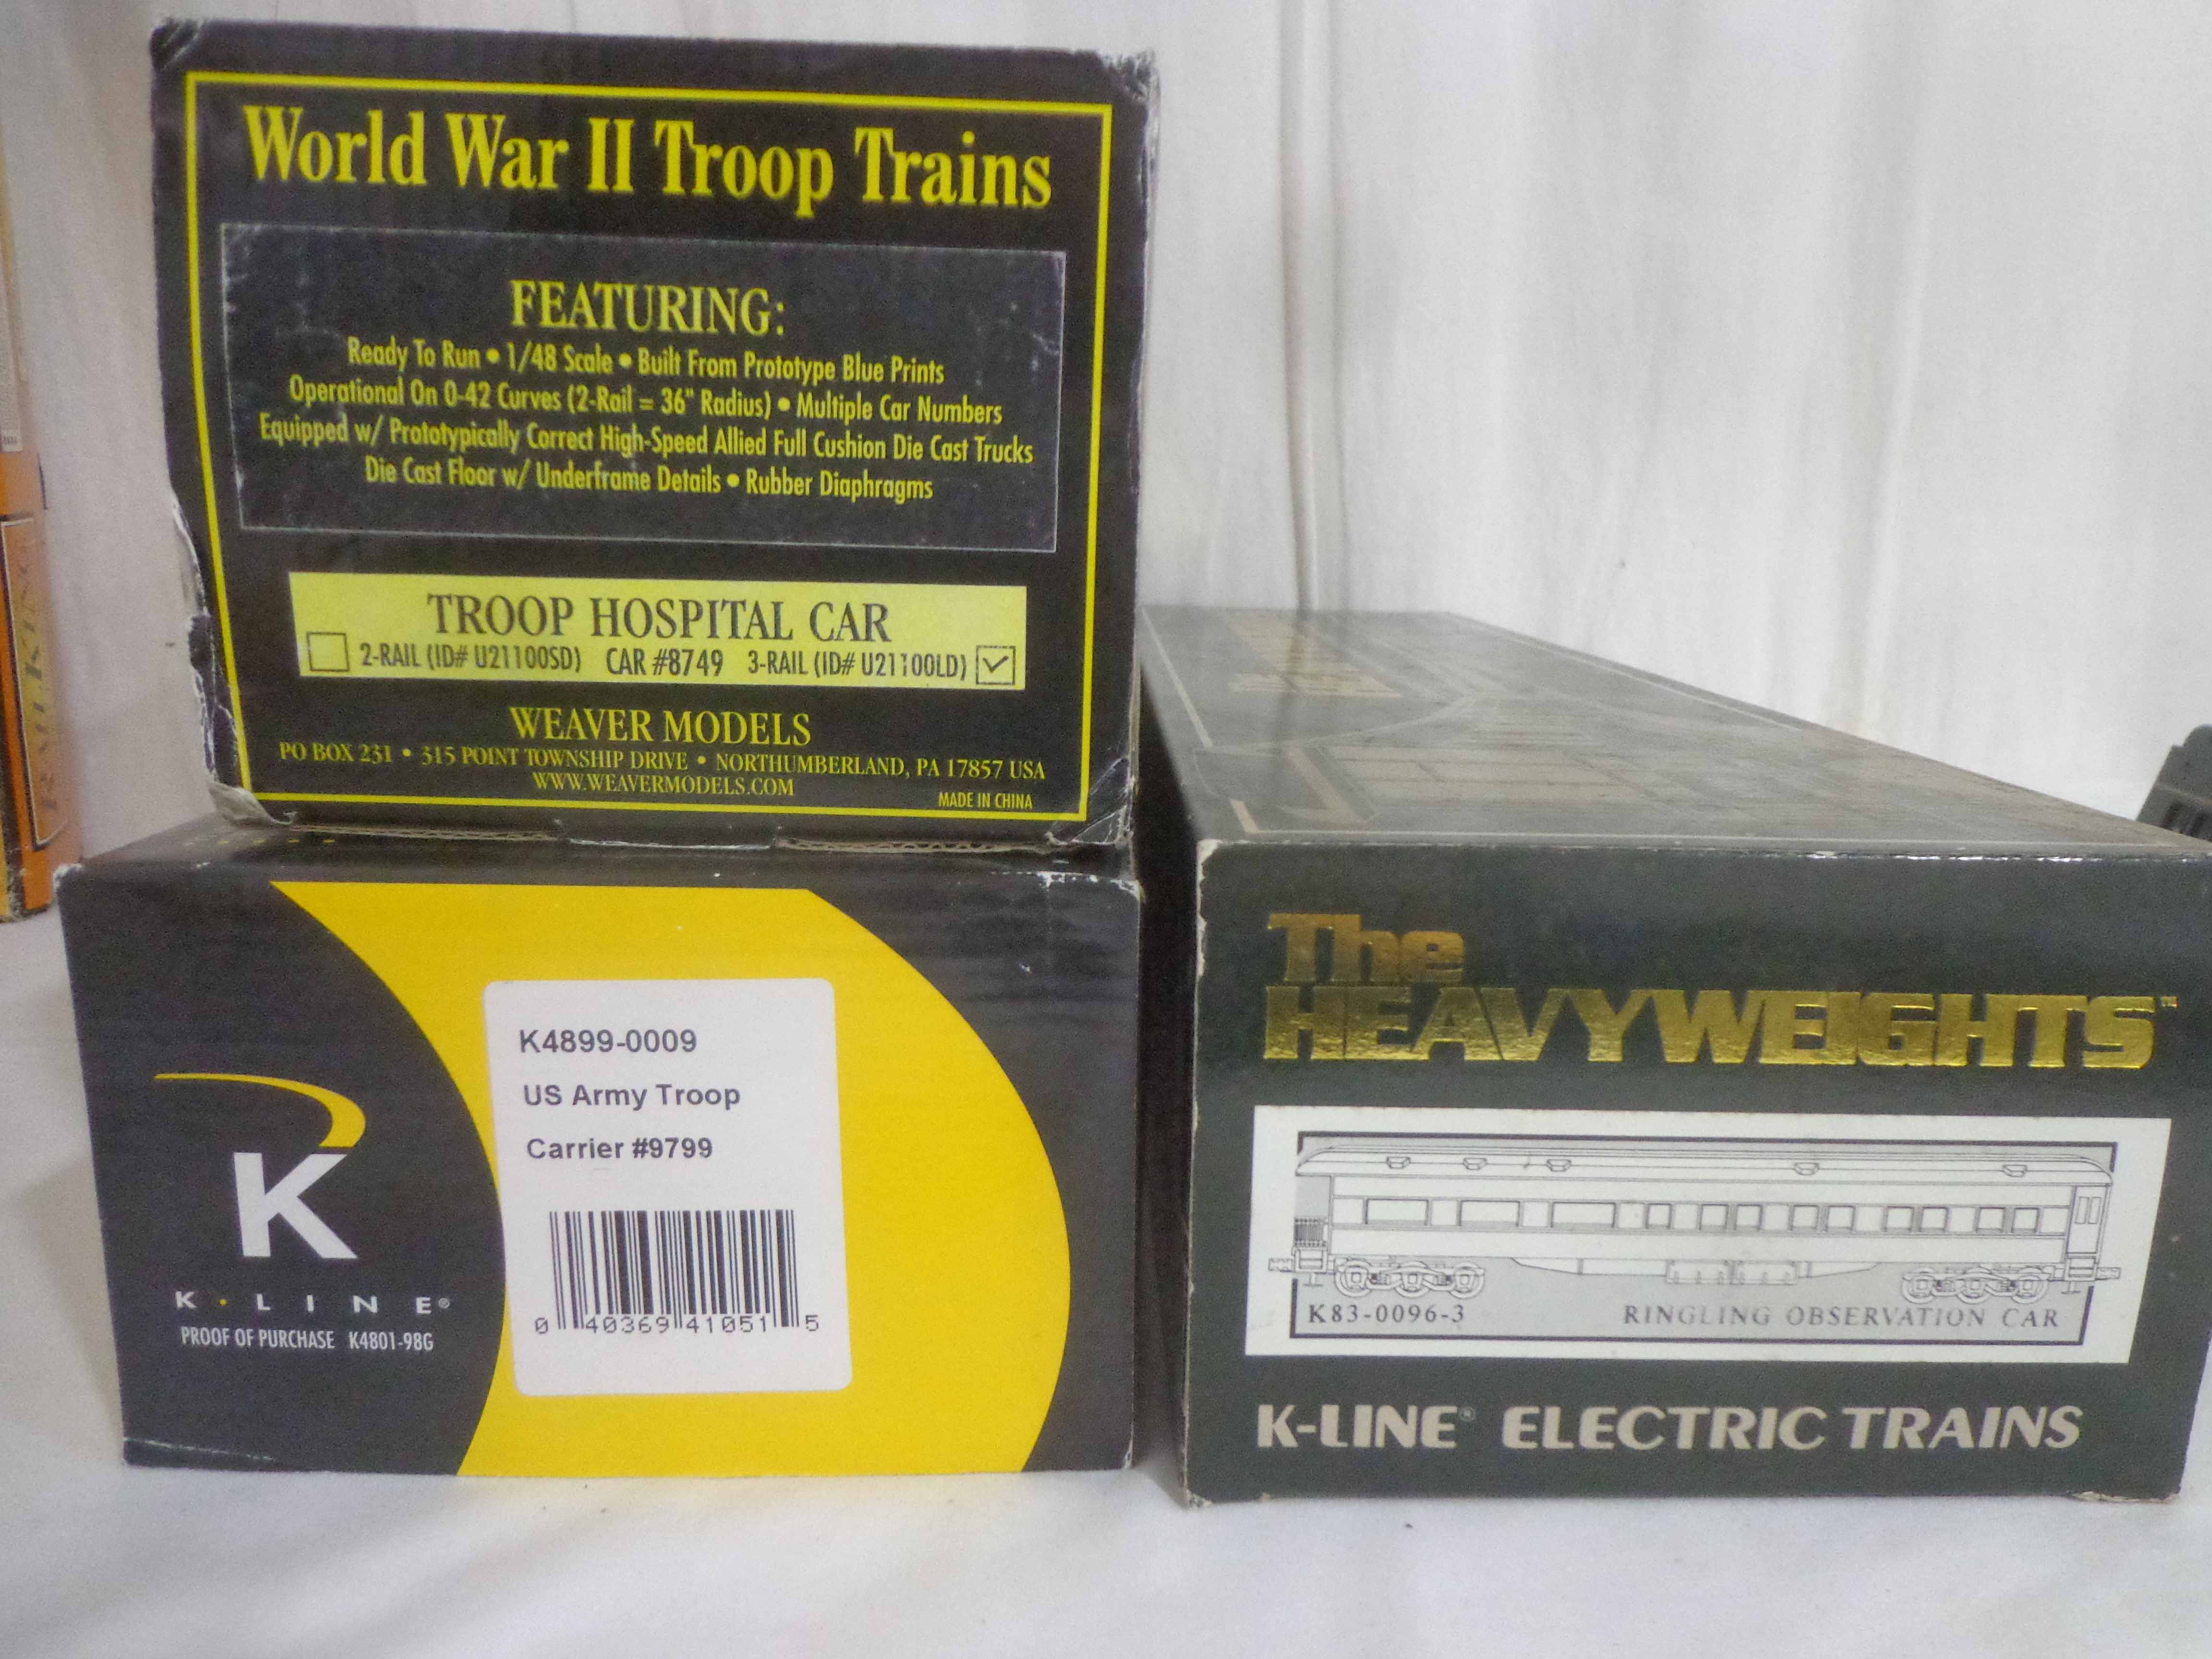 World War II Troop Trains
FEATURING:
Ready To Run • 1/48 Scale • Built From Prototype Blue Prints
Operational On 0-42 Curves (2-Rail = 36" Radius) • Multiple Car Numbers
Equipped w/ Prototypically Correct High-Speed Allied Full Cushion Die Cast Trucks
Die Cast Floor w/ Underframe Details • Rubber Diaphragms
TROOP HOSPITAL CAR
2-RAIL (ID# U21100SD) CAR #8749 3-RAIL (ID# U21100LD)
WEAVER MODELS
PO BOX 231 • 315 POINT TOWNSHIP DRIVE • NORTHUMBERLAND, PA 17857 USA
WWW.WEAVERMODELS.COM
MADE IN CHINA
K4899-0009
US Army Troop
Carrier #9799
0 40369 41051 5
K
K·LINE®
PROOF OF PURCHASE K4801-98G
The
HEAVYWEIGHTS™
K83-0096-3 RINGLING OBSERVATION CAR
K-LINE® ELECTRIC TRAINS
RAILKING